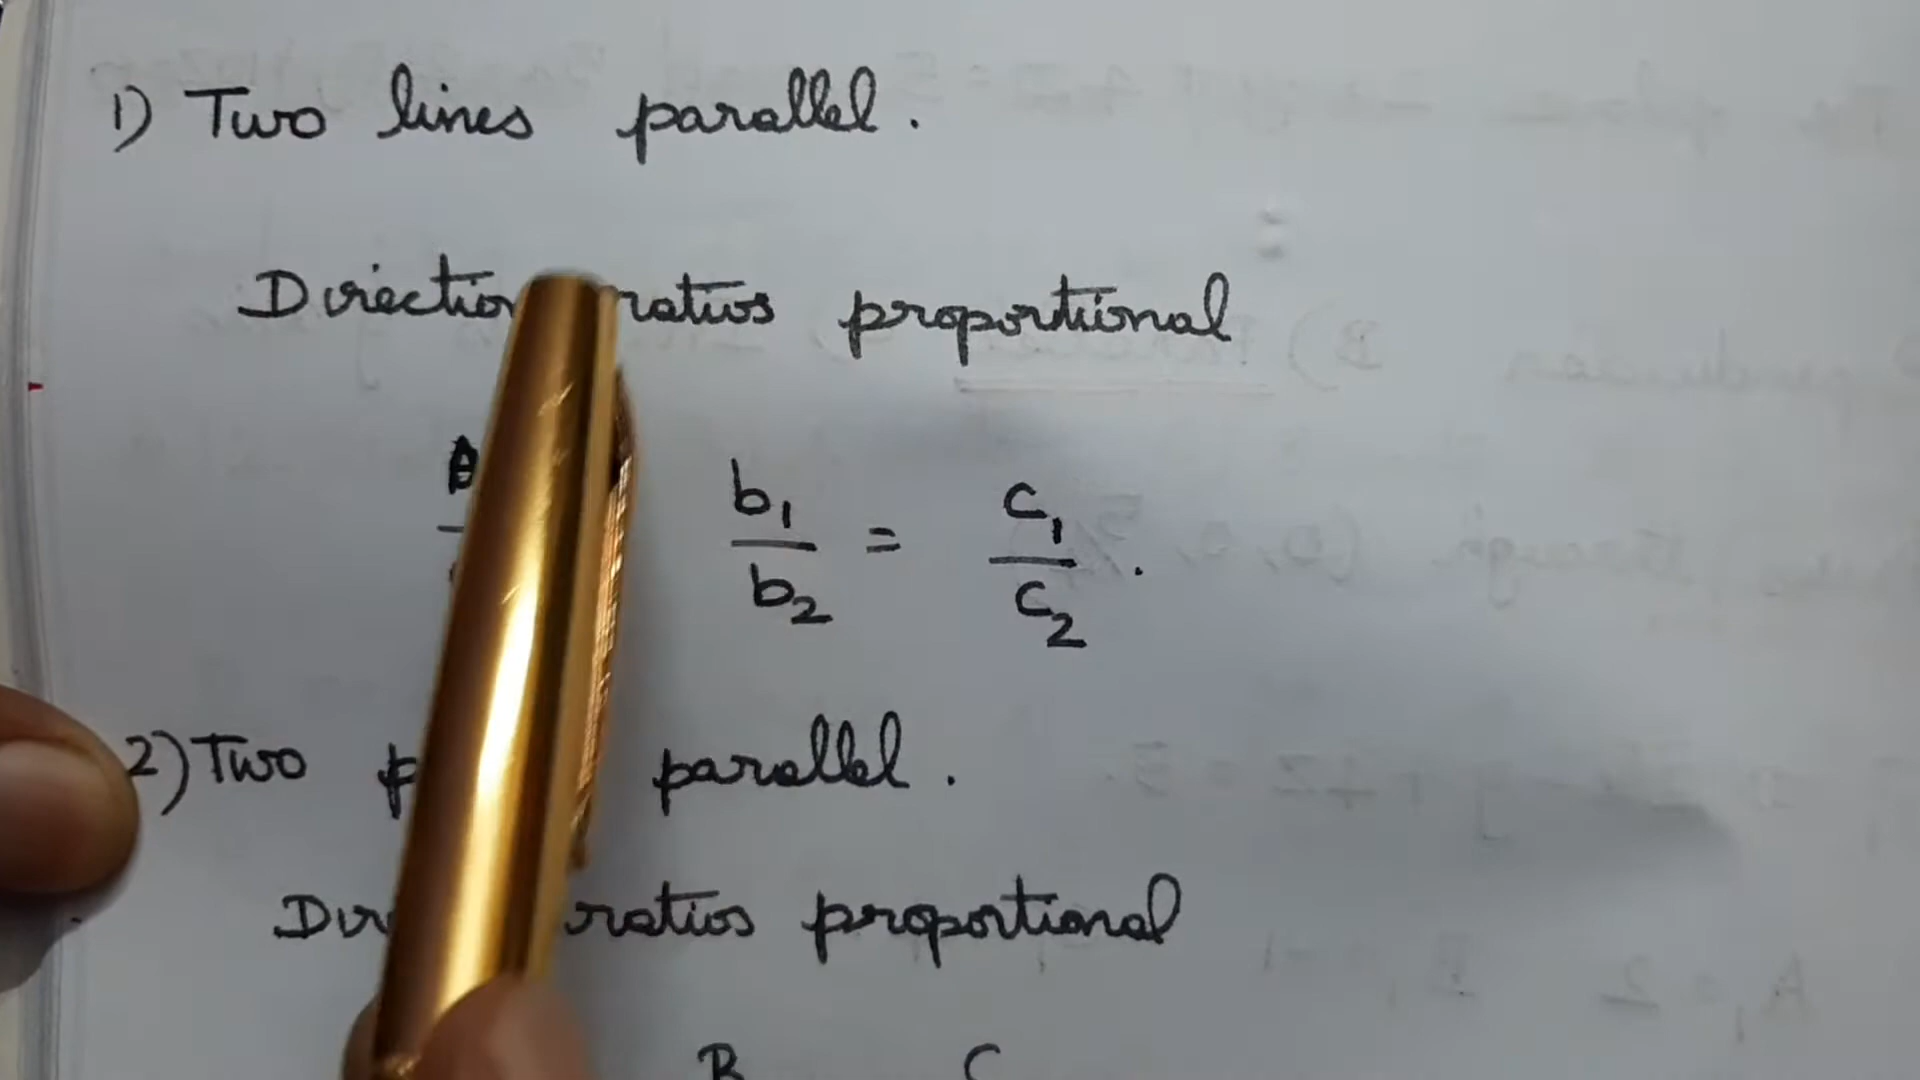 1) Two lines parallel.
Direction ratios proportional
b₁/b₂ = c₁/c₂ .
2) Two parallel .
ratios proportional
B C